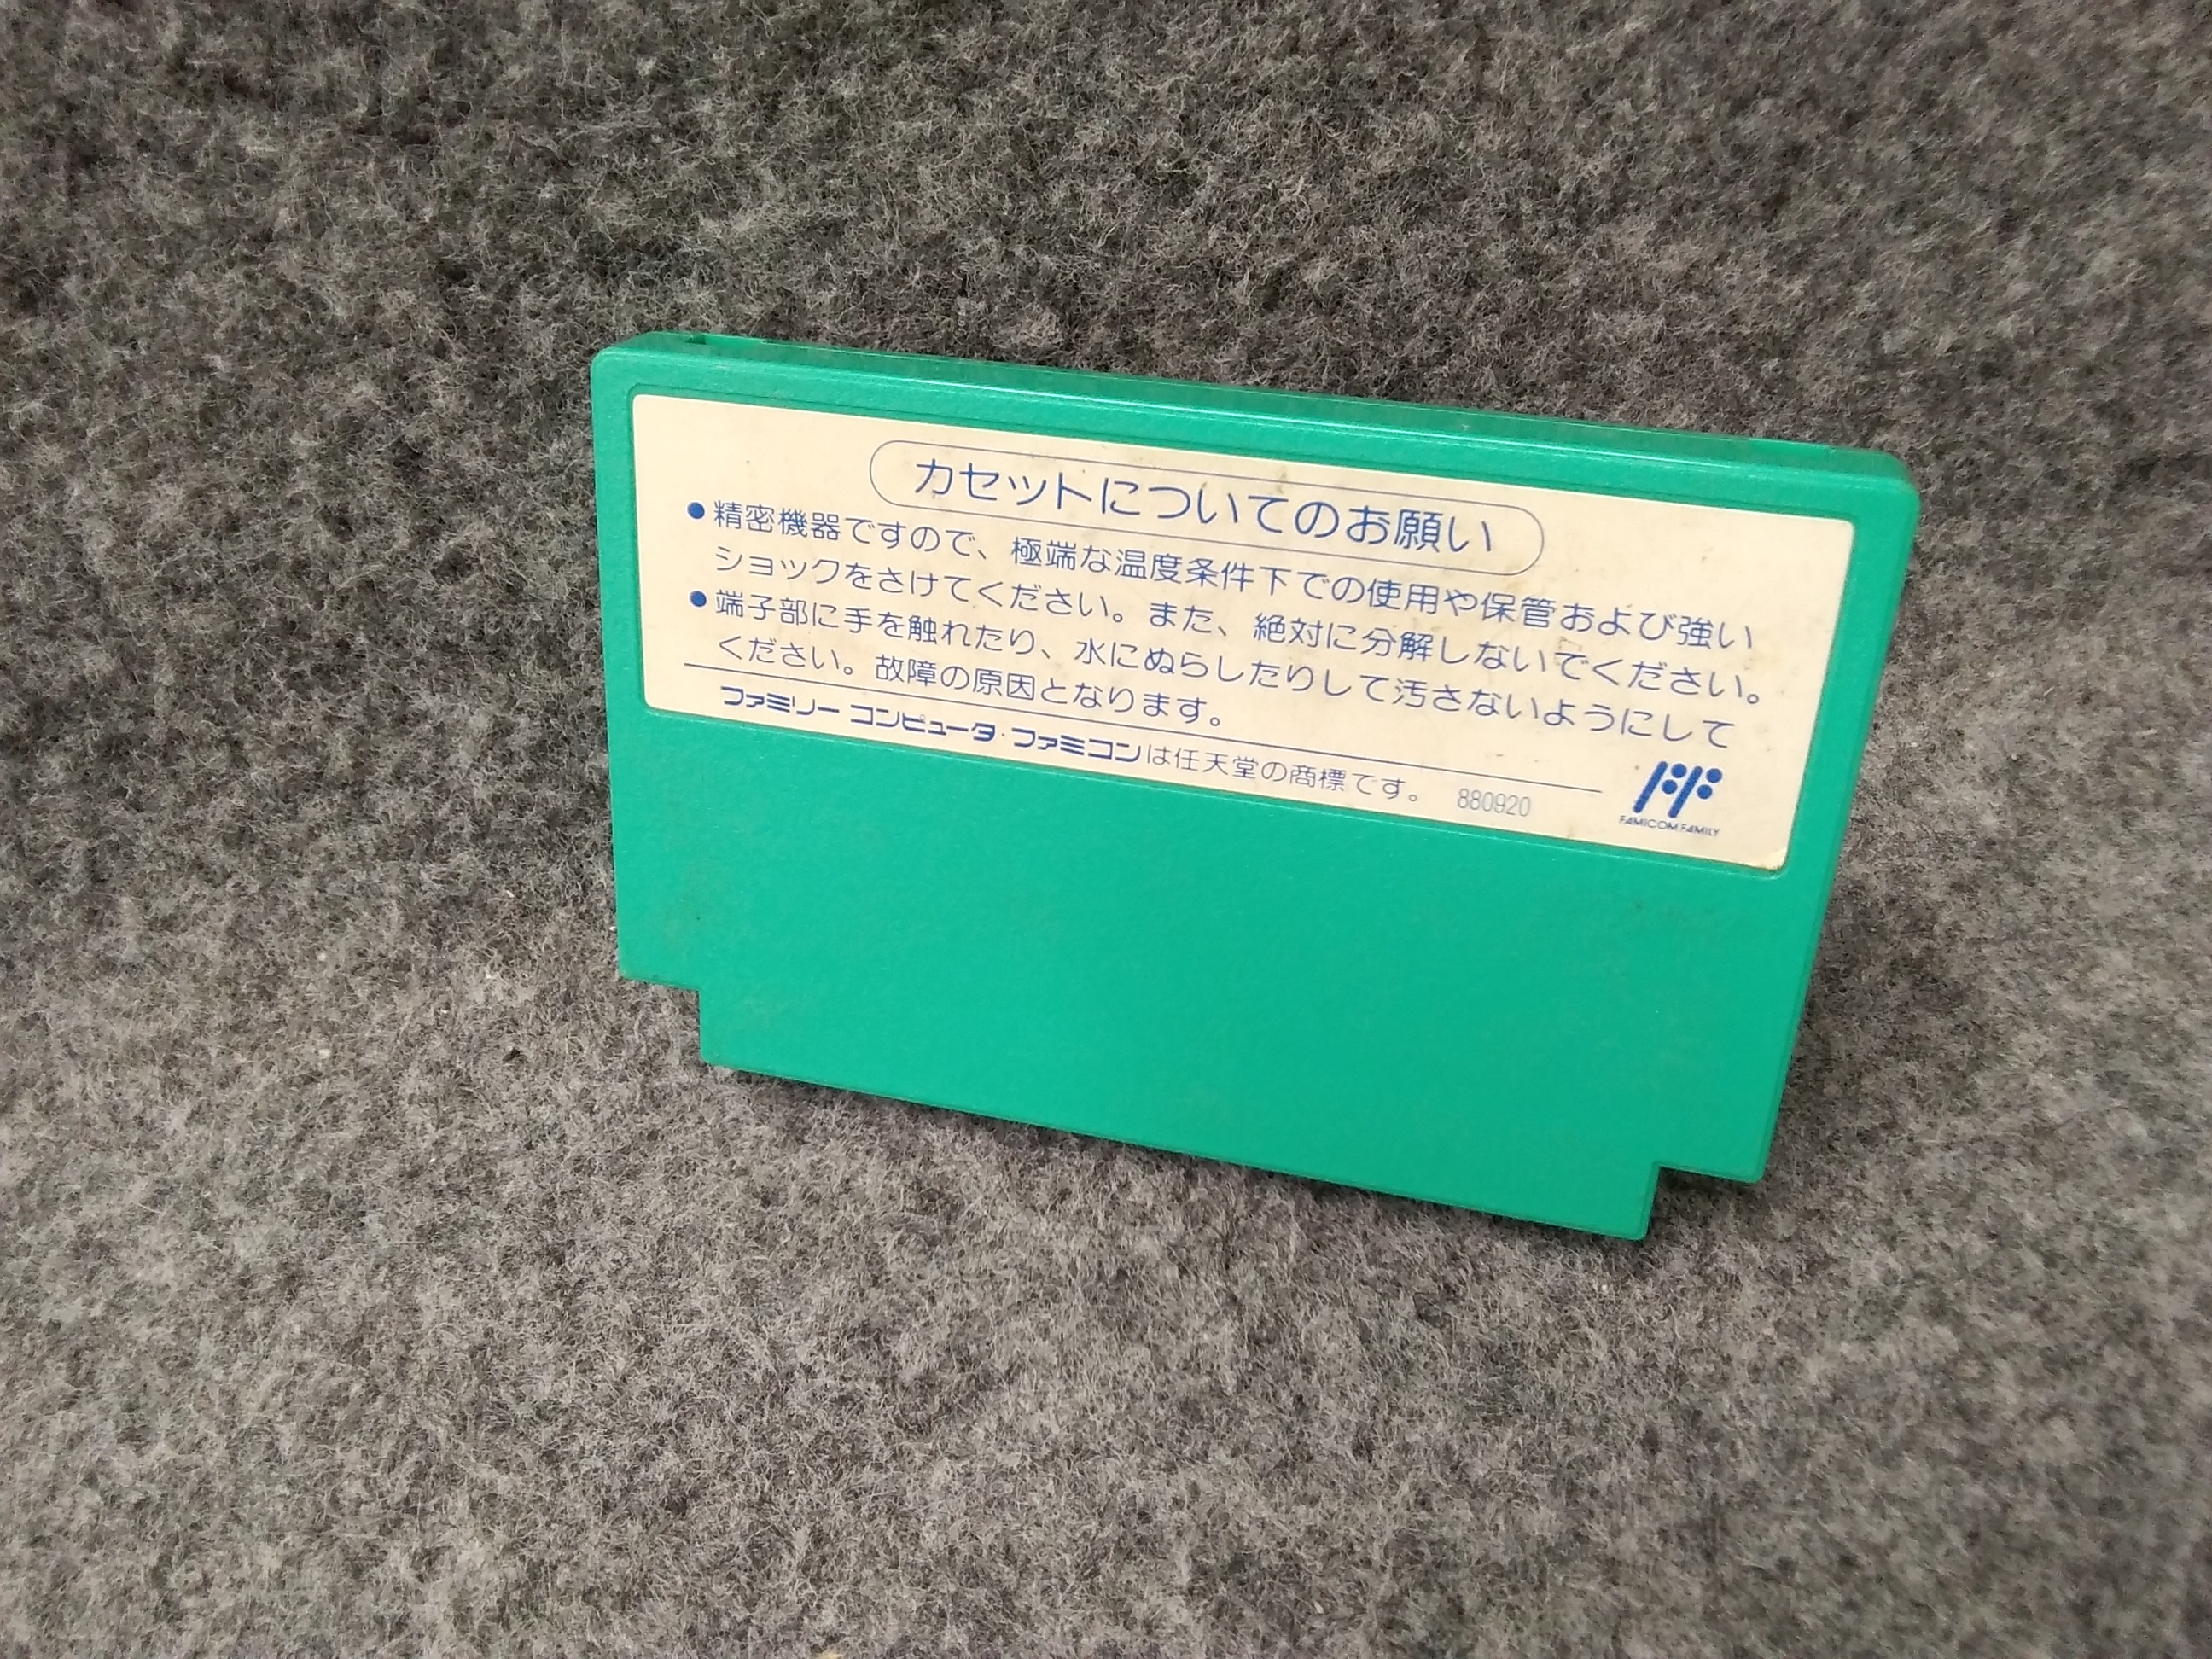 カセットについてのお願い
●精密機器ですので、極端な温度条件下での使用や保管および強い
ショックをさけてください。また、絶対に分解しないでください。
●端子部に手を触れたり、水にぬらしたりして汚さないようにして
ください。故障の原因となります。
ファミリー コンピュータ・ファミコンは任天堂の商標です。 880920
FAMICOM FAMILY